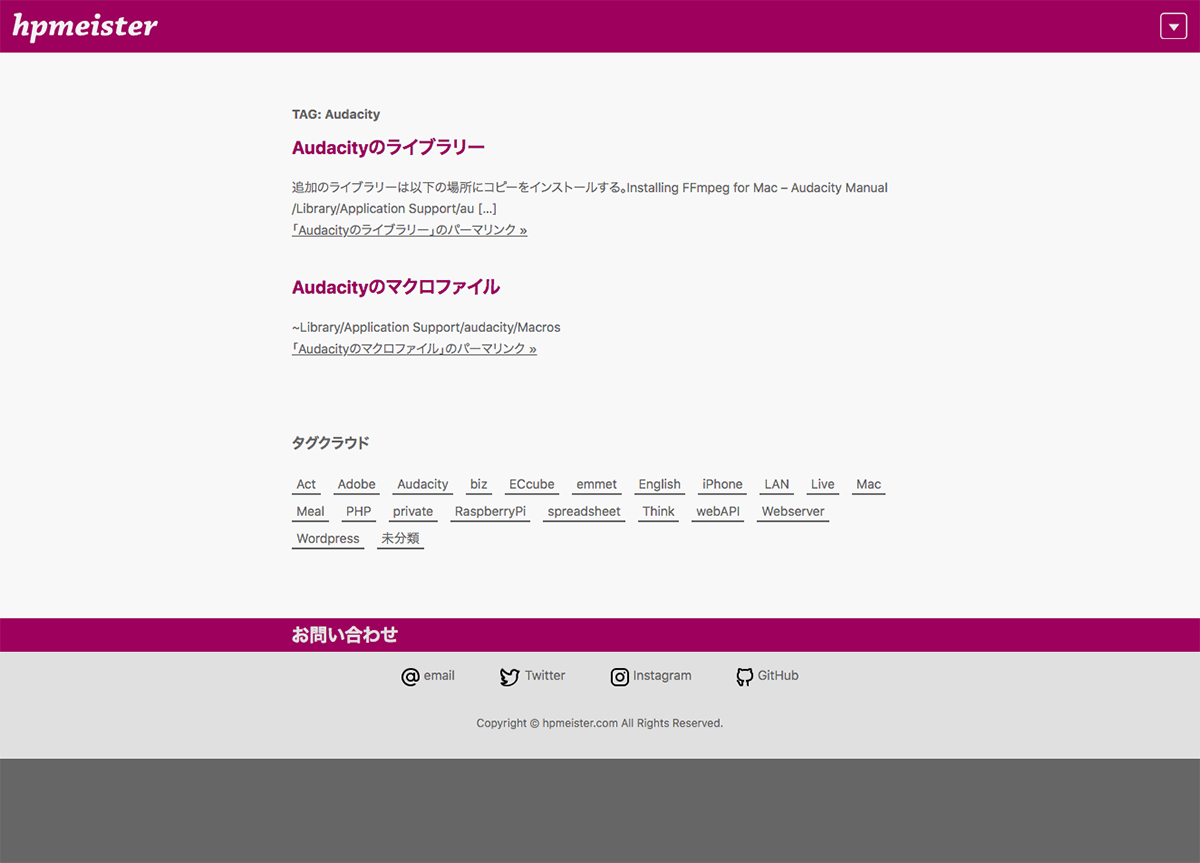 hpmeister
TAG: Audacity
Audacityのライブラリー
追加のライブラリーは以下の場所にコピーをインストールする。Installing FFmpeg for Mac – Audacity Manual
/Library/Application Support/au [...]
「Audacityのライブラリー」のパーマリンク »
Audacityのマクロファイル
~Library/Application Support/audacity/Macros
「Audacityのマクロファイル」のパーマリンク »
タグクラウド
Act Adobe Audacity biz ECcube emmet English iPhone LAN Live Mac
Meal PHP private RaspberryPi spreadsheet Think webAPI Webserver
Wordpress 未分類
お問い合わせ
email Twitter Instagram GitHub
Copyright © hpmeister.com All Rights Reserved.